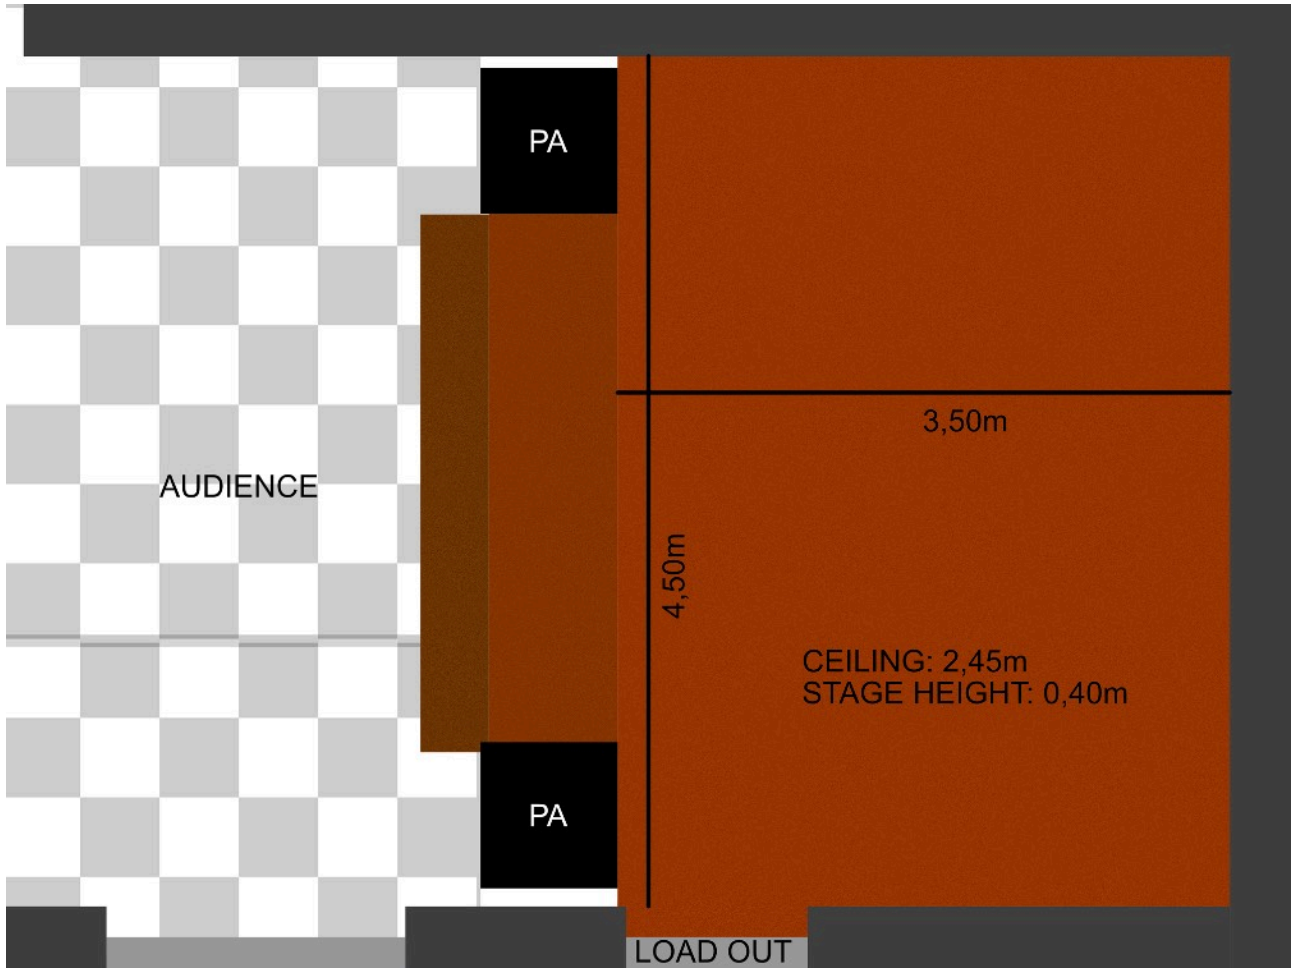 PA
3,50m
AUDIENCE
4,50m
CEILING: 2,45m
STAGE HEIGHT: 0,40m
PA
LOAD OUT